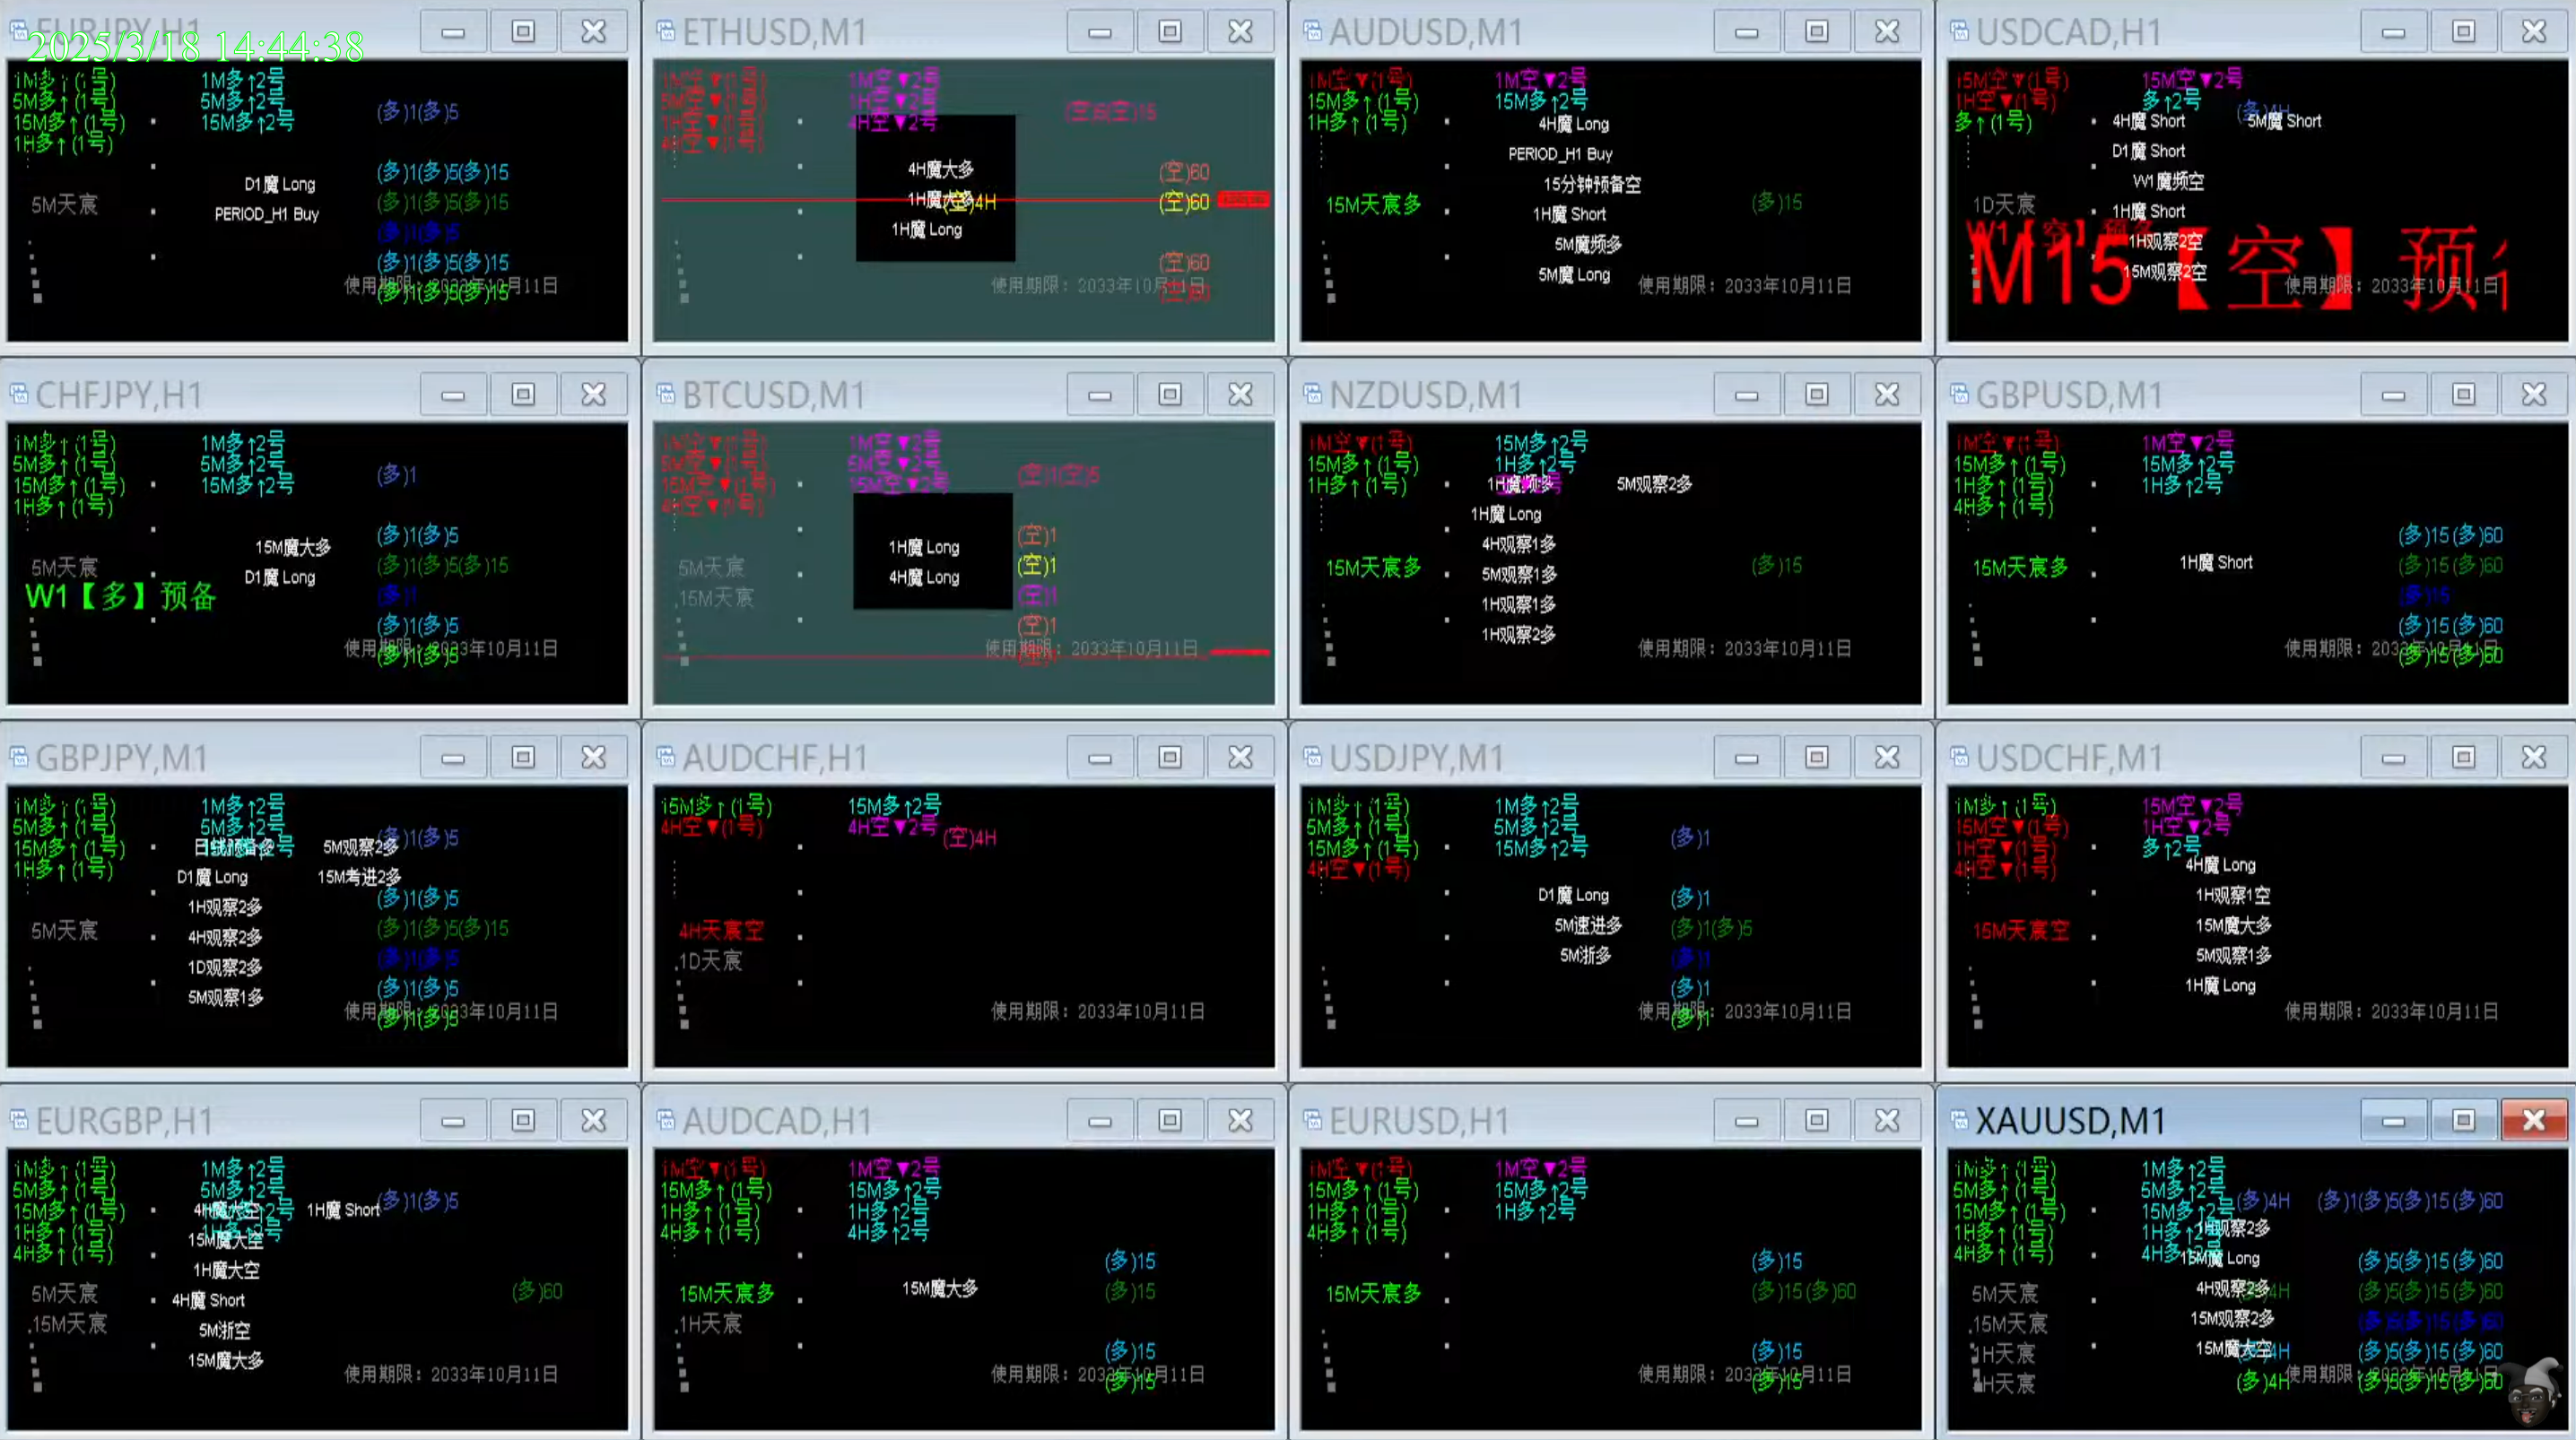 EURJPY,H1
2025/3/18 14:44:38
1M多↑(1号) 1M多↑2号
5M多↑(1号) 5M多↑2号 (多)1(多)5
15M多↑(1号) 15M多↑2号
1H多↑(1号)
(多)1(多)5(多)15
D1魔 Long
5M天宸 (多)1(多)5(多)15
PERIOD_H1 Buy
(多)1(多)5
(多)1(多)5(多)15
使用期限：2033年10月11日
(多)1(多)5(多)15
ETHUSD,M1
1M空▼(1号) 1M空▼2号
5M空▼(1号) 1H空▼2号 (空)5(空)15
1H空▼(1号) 4H空▼2号
4H空▼(1号)
4H魔大多 (空)60
1H魔大多 (空)4H (空)60
1H魔 Long
(空)60
使用期限：2033年10月11日
(空)60
AUDUSD,M1
1M空▼(1号) 1M空▼2号
15M多↑(1号) 15M多↑2号
1H多↑(1号) 4H魔 Long
PERIOD_H1 Buy
15分钟预备空
15M天宸多 (多)15
1H魔 Short
5M魔频多
5M魔 Long
使用期限：2033年10月11日
USDCAD,H1
15M空▼(1号) 15M空▼2号
1H空▼(1号) 多↑2号 (多)4H
多↑(1号) 4H魔 Short 5M魔 Short
D1魔 Short
W1魔频空
1D天宸 1H魔 Short
W1【空】预备
1H观察2空
M15【空】预
15M观察2空
使用期限：2033年10月11日
CHFJPY,H1
1M多↑(1号) 1M多↑2号
5M多↑(1号) 5M多↑2号 (多)1
15M多↑(1号) 15M多↑2号
1H多↑(1号)
(多)1(多)5
15M魔大多
5M天宸 (多)1(多)5(多)15
D1魔 Long
W1【多】预备 (多)1
(多)1(多)5
使用期限：2033年10月11日
(多)1(多)5
BTCUSD,M1
1M空▼(1号) 1M空▼2号
5M空▼(1号) 5M空▼2号 (空)1(空)5
15M空▼(1号) 15M空▼2号
4H空▼(1号)
(空)1
1H魔 Long
5M天宸 (空)1
4H魔 Long
.15M天宸 (空)1
(空)1
使用期限：2033年10月11日
NZDUSD,M1
1M空▼(1号) 15M多↑2号
15M多↑(1号) 1H多↑2号
1H多↑(1号) 1H魔频多 5M观察2多
1H魔 Long
4H观察1多
15M天宸多 5M观察1多 (多)15
1H观察1多
1H观察2多
使用期限：2033年10月11日
GBPUSD,M1
1M空▼(1号) 1M空▼2号
15M多↑(1号) 15M多↑2号
1H多↑(1号) 1H多↑2号
4H多↑(1号)
(多)15(多)60
15M天宸多 1H魔 Short (多)15(多)60
(多)15
(多)15(多)60
使用期限：2033年10月11日
(多)15(多)60
GBPJPY,M1
1M多↑(1号) 1M多↑2号
5M多↑(1号) 5M多↑2号 (多)1(多)5
15M多↑(1号) 日线预备多 5M观察2多
1H多↑(1号) D1魔 Long 15M考进2多
1H观察2多 (多)1(多)5
5M天宸 4H观察2多 (多)1(多)5(多)15
1D观察2多 (多)1(多)5
5M观察1多 (多)1(多)5
使用期限：2033年10月11日
(多)1(多)5
AUDCHF,H1
15M多↑(1号) 15M多↑2号
4H空▼(1号) 4H空▼2号 (空)4H
4H天宸空
.1D天宸
使用期限：2033年10月11日
USDJPY,M1
1M多↑(1号) 1M多↑2号
5M多↑(1号) 5M多↑2号 (多)1
15M多↑(1号) 15M多↑2号
4H空▼(1号)
D1魔 Long (多)1
5M速进多 (多)1(多)5
5M浙多 (多)1
(多)1
使用期限：2033年10月11日
(多)1
USDCHF,M1
1M多↑(1号) 15M空▼2号
15M空▼(1号) 1H空▼2号
1H空▼(1号) 多↑2号
4H空▼(1号) 4H魔 Long
1H观察1空
15M天宸空 15M魔大多
5M观察1多
1H魔 Long
使用期限：2033年10月11日
EURGBP,H1
1M多↑(1号) 1M多↑2号
5M多↑(1号) 5M多↑2号 (多)1(多)5
15M多↑(1号) 4H魔大空 1H魔 Short
1H多↑(1号) 1H多↑2号
4H多↑(1号) 15M魔大空
1H魔大空
5M天宸 4H魔 Short (多)60
.15M天宸 5M浙空
15M魔大多
使用期限：2033年10月11日
AUDCAD,H1
1M空▼(1号) 1M空▼2号
15M多↑(1号) 15M多↑2号
1H多↑(1号) 1H多↑2号
4H多↑(1号) 4H多↑2号
(多)15
15M天宸多 15M魔大多 (多)15
.1H天宸
(多)15
使用期限：2033年10月11日
(多)15
EURUSD,H1
1M空▼(1号) 1M空▼2号
15M多↑(1号) 15M多↑2号
1H多↑(1号) 1H多↑2号
4H多↑(1号)
(多)15
15M天宸多 (多)15(多)60
(多)15
使用期限：2033年10月11日
(多)15
XAUUSD,M1
1M多↑(1号) 1M多↑2号
5M多↑(1号) 5M多↑2号 (多)4H (多)1(多)5(多)15(多)60
15M多↑(1号) 15M多↑2号
1H多↑(1号) 1H多↑2号 观察2多
4H多↑(1号) 4H多↑2号 15M魔 Long (多)5(多)15(多)60
5M天宸 4H观察2多 4H (多)5(多)15(多)60
.15M天宸 15M观察2多 (多)5(多)15(多)60
1H天宸 15M魔大空 4H (多)5(多)15(多)60
使用期限：2033年10月11日
H天宸 (多)4H (多)5(多)15(多)60